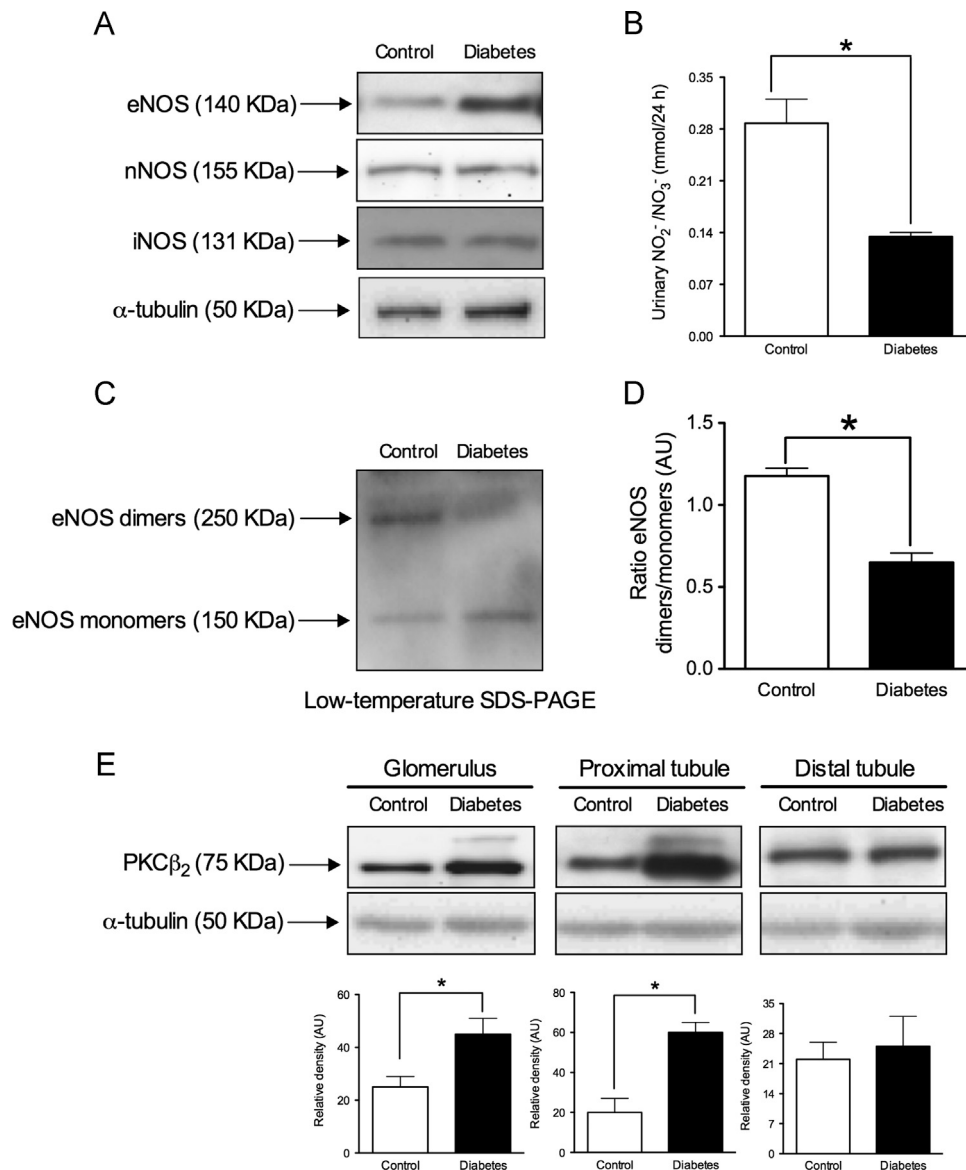 A
Control Diabetes
eNOS (140 KDa)
nNOS (155 KDa)
iNOS (131 KDa)
α-tubulin (50 KDa)
B
*
Urinary NO₂⁻/NO₃⁻ (mmol/24 h)
0.35
0.28
0.21
0.14
0.07
0.00
Control Diabetes
C
Control Diabetes
eNOS dimers (250 KDa)
eNOS monomers (150 KDa)
Low-temperature SDS-PAGE
D
*
Ratio eNOS
dimers/monomers (AU)
1.5
1.0
0.5
0.0
Control Diabetes
E
Glomerulus Proximal tubule Distal tubule
Control Diabetes Control Diabetes Control Diabetes
PKCβ₂ (75 KDa)
α-tubulin (50 KDa)
Relative density (AU)
60
40
20
0
*
Control Diabetes
Relative density (AU)
80
60
40
20
0
*
Control Diabetes
Relative density (AU)
35
28
21
14
7
0
Control Diabetes